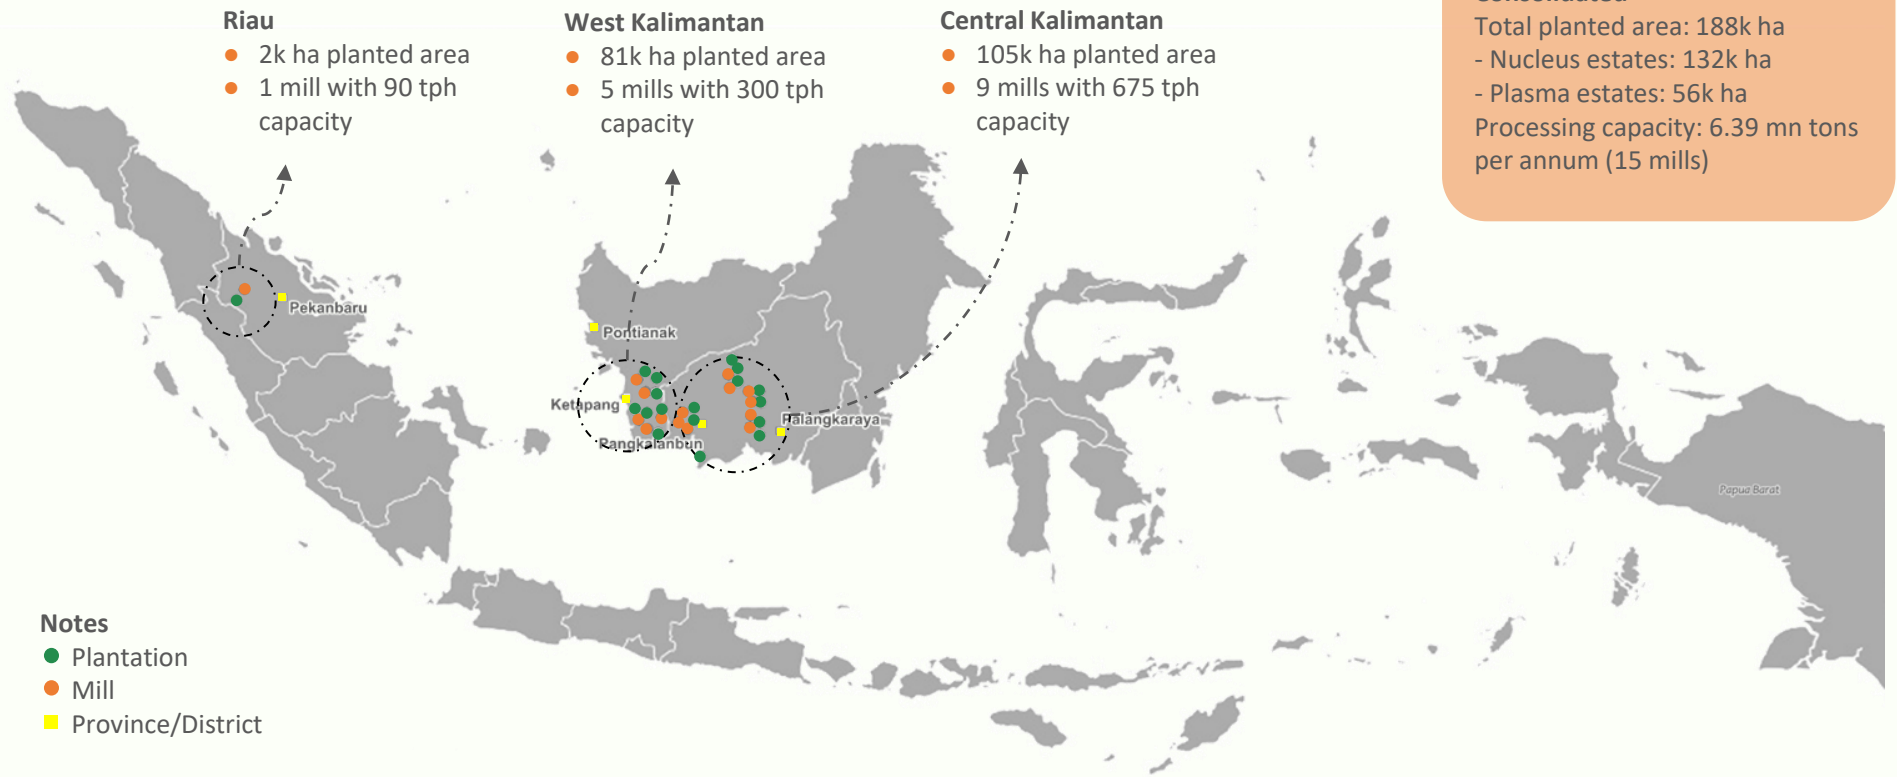 Riau
2k ha planted area
1 mill with 90 tph
capacity
West Kalimantan
81k ha planted area
5 mills with 300 tph
capacity
Central Kalimantan
105k ha planted area
9 mills with 675 tph
capacity
Consolidated
Total planted area: 188k ha
- Nucleus estates: 132k ha
- Plasma estates: 56k ha
Processing capacity: 6.39 mn tons
per annum (15 mills)
Pekanbaru
Pontianak
Ketapang
Pangkalanbun
Palangkaraya
Papua Barat
Notes
Plantation
Mill
Province/District